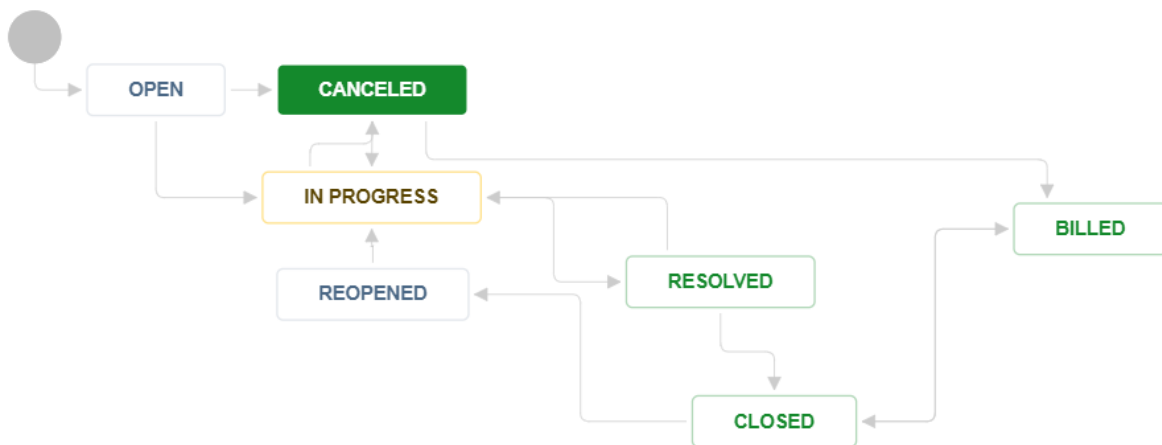 OPEN
CANCELED
IN PROGRESS
BILLED
RESOLVED
REOPENED
CLOSED